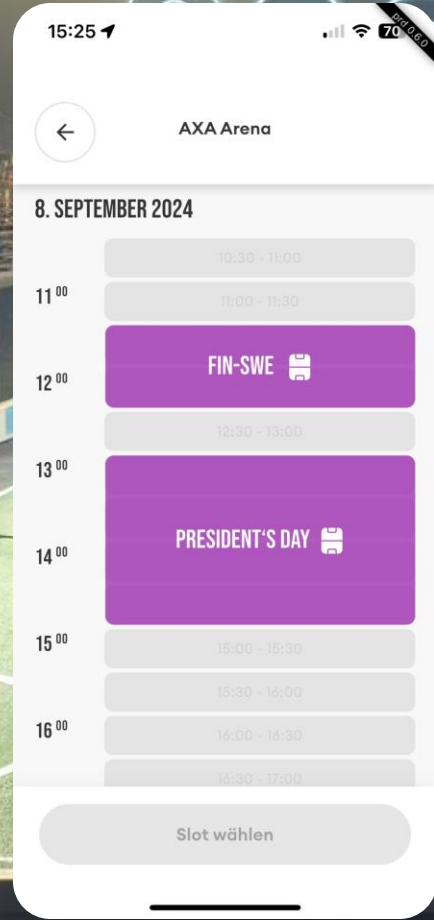 15:25
70
prd 0.6.0
AXA Arena
8. SEPTEMBER 2024
10:30 - 11:00
11 00
11:00 - 11:30
FIN-SWE
12 00
12:30 - 13:00
13 00
PRESIDENT‘S DAY
14 00
15 00
15:00 - 15:30
15:30 - 16:00
16 00
16:00 - 16:30
16:30 - 17:00
Slot wählen